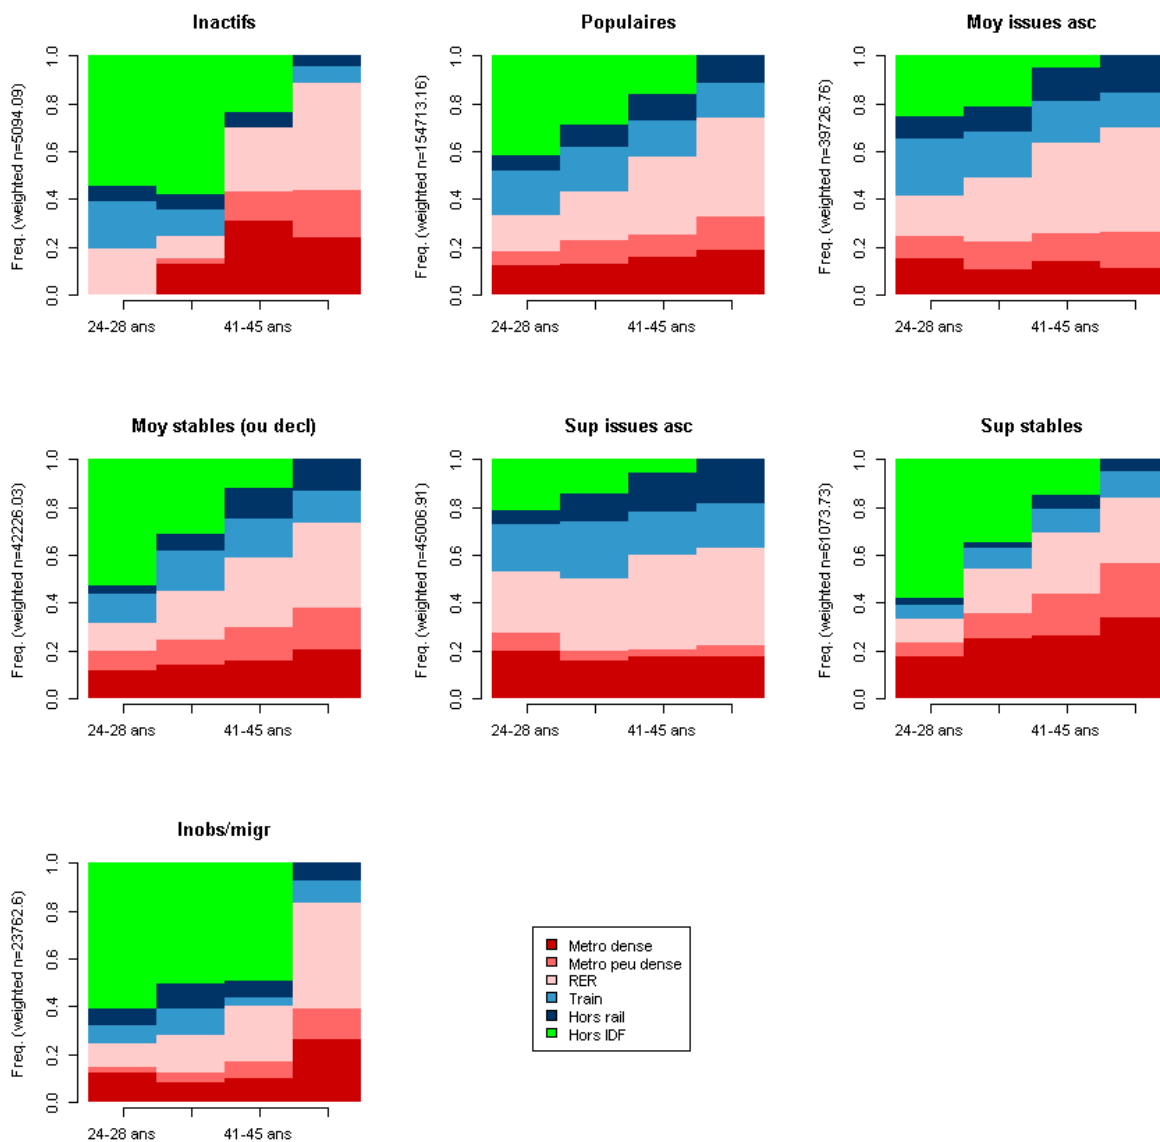 Inactifs
Populaires
Moy issues asc
Freq. (weighted n=5094.09)
0.0 0.2 0.4 0.6 0.8 1.0
24-28 ans 41-45 ans
Freq. (weighted n=154713.16)
0.0 0.2 0.4 0.6 0.8 1.0
24-28 ans 41-45 ans
Freq. (weighted n=39726.76)
0.0 0.2 0.4 0.6 0.8 1.0
24-28 ans 41-45 ans
Moy stables (ou decl)
Sup issues asc
Sup stables
Freq. (weighted n=42226.03)
0.0 0.2 0.4 0.6 0.8 1.0
24-28 ans 41-45 ans
Freq. (weighted n=45006.91)
0.0 0.2 0.4 0.6 0.8 1.0
24-28 ans 41-45 ans
Freq. (weighted n=61073.73)
0.0 0.2 0.4 0.6 0.8 1.0
24-28 ans 41-45 ans
Inobs/migr
Freq. (weighted n=23762.6)
0.0 0.2 0.4 0.6 0.8 1.0
24-28 ans 41-45 ans
Metro dense
Metro peu dense
RER
Train
Hors rail
Hors IDF